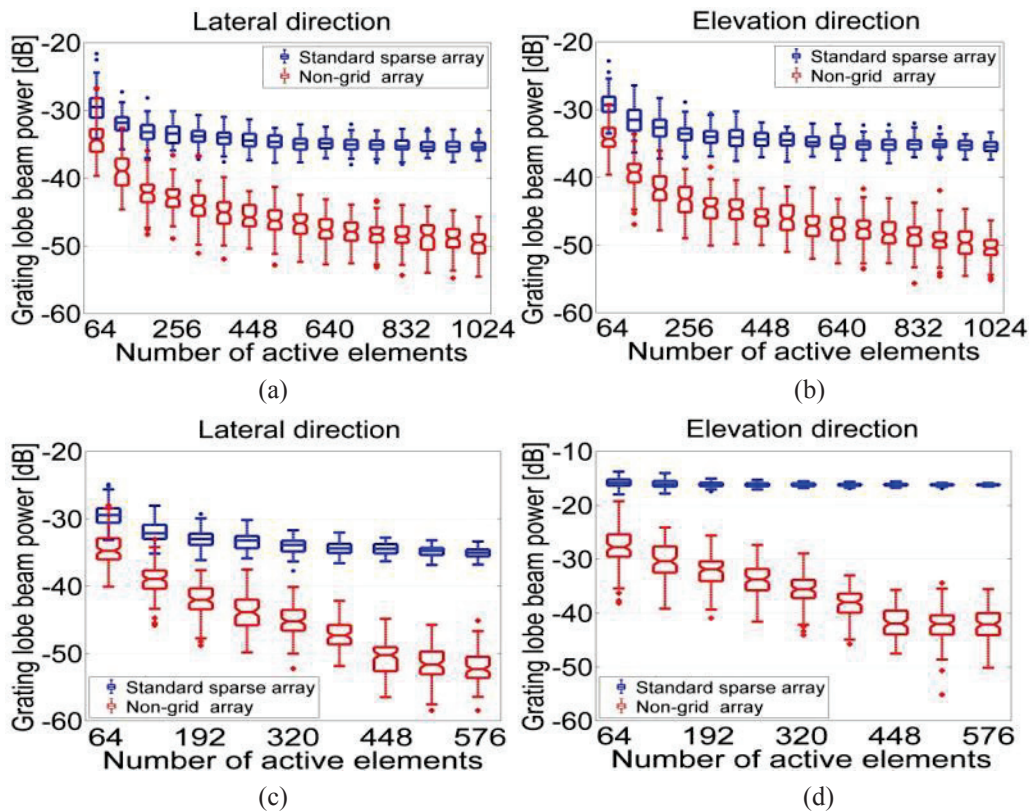 Lateral direction
Grating lobe beam power [dB]
-20
-30
-40
-50
-60
Standard sparse array
Non-grid array
64 256 448 640 832 1024
Number of active elements
(a)
Elevation direction
Grating lobe beam power [dB]
-20
-30
-40
-50
-60
Standard sparse array
Non-grid array
64 256 448 640 832 1024
Number of active elements
(b)
Lateral direction
Grating lobe beam power [dB]
-20
-30
-40
-50
-60
Standard sparse array
Non-grid array
64 192 320 448 576
Number of active elements
(c)
Elevation direction
Grating lobe beam power [dB]
-10
-20
-30
-40
-50
-60
Standard sparse array
Non-grid array
64 192 320 448 576
Number of active elements
(d)